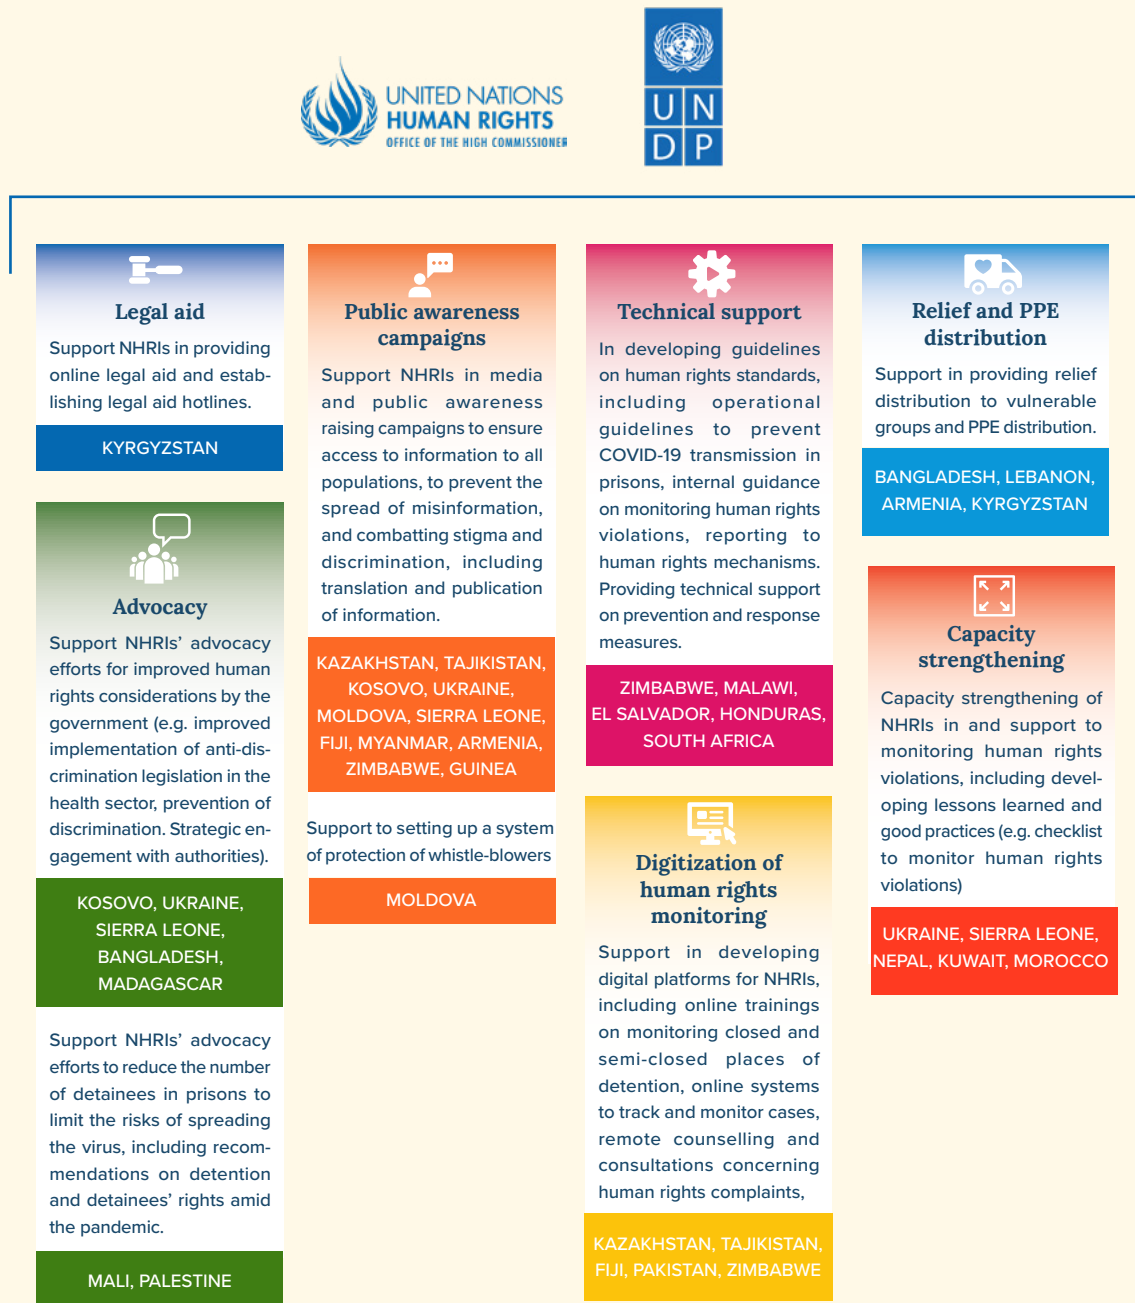 UNITED NATIONS
HUMAN RIGHTS
OFFICE OF THE HIGH COMMISSIONER
U N
D P
Legal aid
Support NHRIs in providing
online legal aid and estab-
lishing legal aid hotlines.
KYRGYZSTAN
Advocacy
Support NHRIs’ advocacy
efforts for improved human
rights considerations by the
government (e.g. improved
implementation of anti-dis-
crimination legislation in the
health sector, prevention of
discrimination. Strategic en-
gagement with authorities).
KOSOVO, UKRAINE,
SIERRA LEONE,
BANGLADESH,
MADAGASCAR
Support NHRIs’ advocacy
efforts to reduce the number
of detainees in prisons to
limit the risks of spreading
the virus, including recom-
mendations on detention
and detainees’ rights amid
the pandemic.
MALI, PALESTINE
Public awareness
campaigns
Support NHRIs in media
and public awareness
raising campaigns to ensure
access to information to all
populations, to prevent the
spread of misinformation,
and combatting stigma and
discrimination, including
translation and publication
of information.
KAZAKHSTAN, TAJIKISTAN,
KOSOVO, UKRAINE,
MOLDOVA, SIERRA LEONE,
FIJI, MYANMAR, ARMENIA,
ZIMBABWE, GUINEA
Support to setting up a system
of protection of whistle-blowers
MOLDOVA
Technical support
In developing guidelines
on human rights standards,
including operational
guidelines to prevent
COVID-19 transmission in
prisons, internal guidance
on monitoring human rights
violations, reporting to
human rights mechanisms.
Providing technical support
on prevention and response
measures.
ZIMBABWE, MALAWI,
EL SALVADOR, HONDURAS,
SOUTH AFRICA
Digitization of
human rights
monitoring
Support in developing
digital platforms for NHRIs,
including online trainings
on monitoring closed and
semi-closed places of
detention, online systems
to track and monitor cases,
remote counselling and
consultations concerning
human rights complaints,
KAZAKHSTAN, TAJIKISTAN,
FIJI, PAKISTAN, ZIMBABWE
Relief and PPE
distribution
Support in providing relief
distribution to vulnerable
groups and PPE distribution.
BANGLADESH, LEBANON,
ARMENIA, KYRGYZSTAN
Capacity
strengthening
Capacity strengthening of
NHRIs in and support to
monitoring human rights
violations, including devel-
oping lessons learned and
good practices (e.g. checklist
to monitor human rights
violations)
UKRAINE, SIERRA LEONE,
NEPAL, KUWAIT, MOROCCO